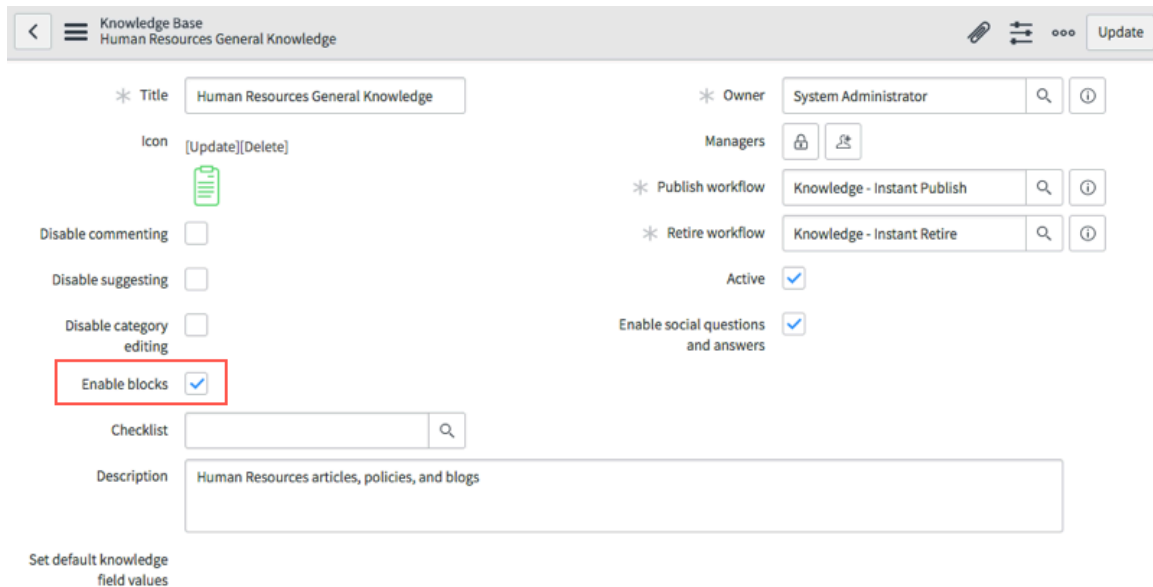 Knowledge Base
Human Resources General Knowledge
Update
Title
Human Resources General Knowledge
Owner
System Administrator
Icon
[Update][Delete]
Managers
Publish workflow
Knowledge - Instant Publish
Disable commenting
Retire workflow
Knowledge - Instant Retire
Disable suggesting
Active
Disable category
editing
Enable social questions
and answers
Enable blocks
Checklist
Description
Human Resources articles, policies, and blogs
Set default knowledge
field values